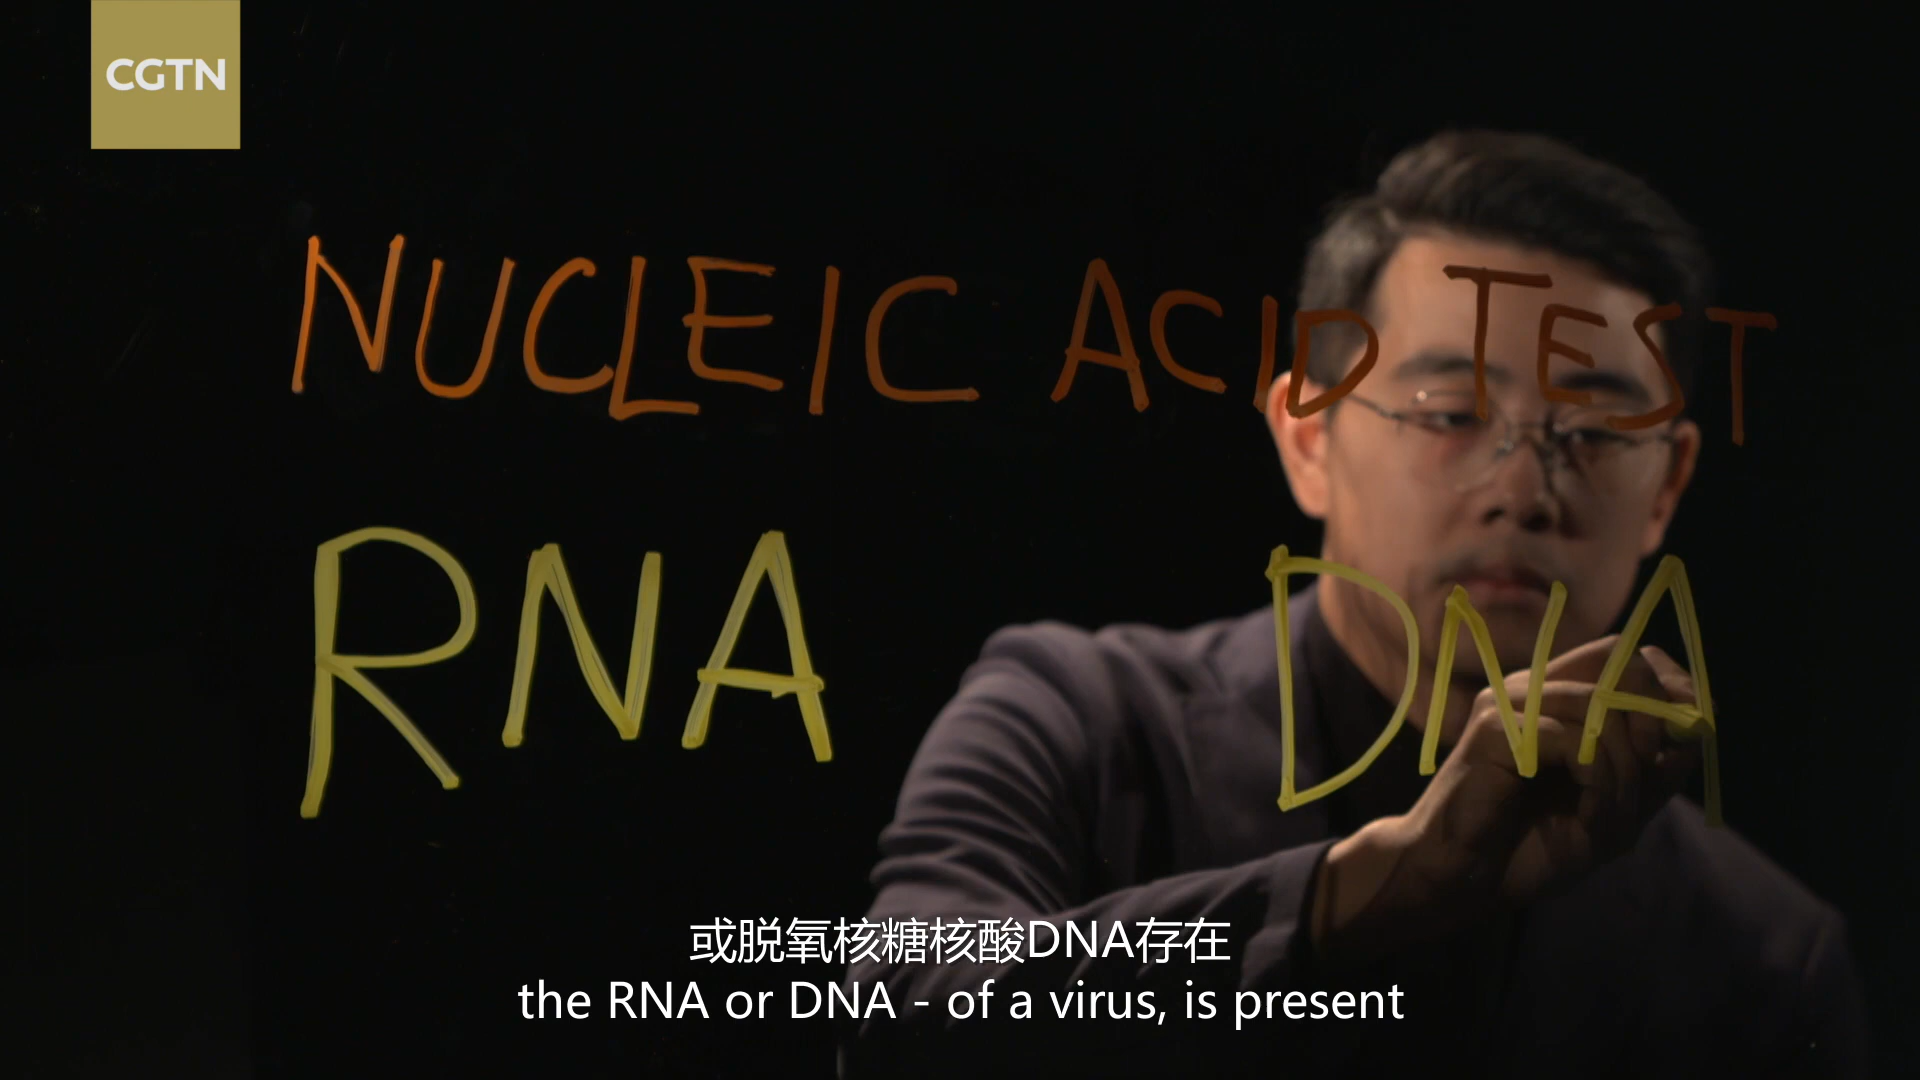 CGTN
NUCLEIC ACID TEST
RNA DNA
或脱氧核糖核酸DNA存在
the RNA or DNA - of a virus, is present